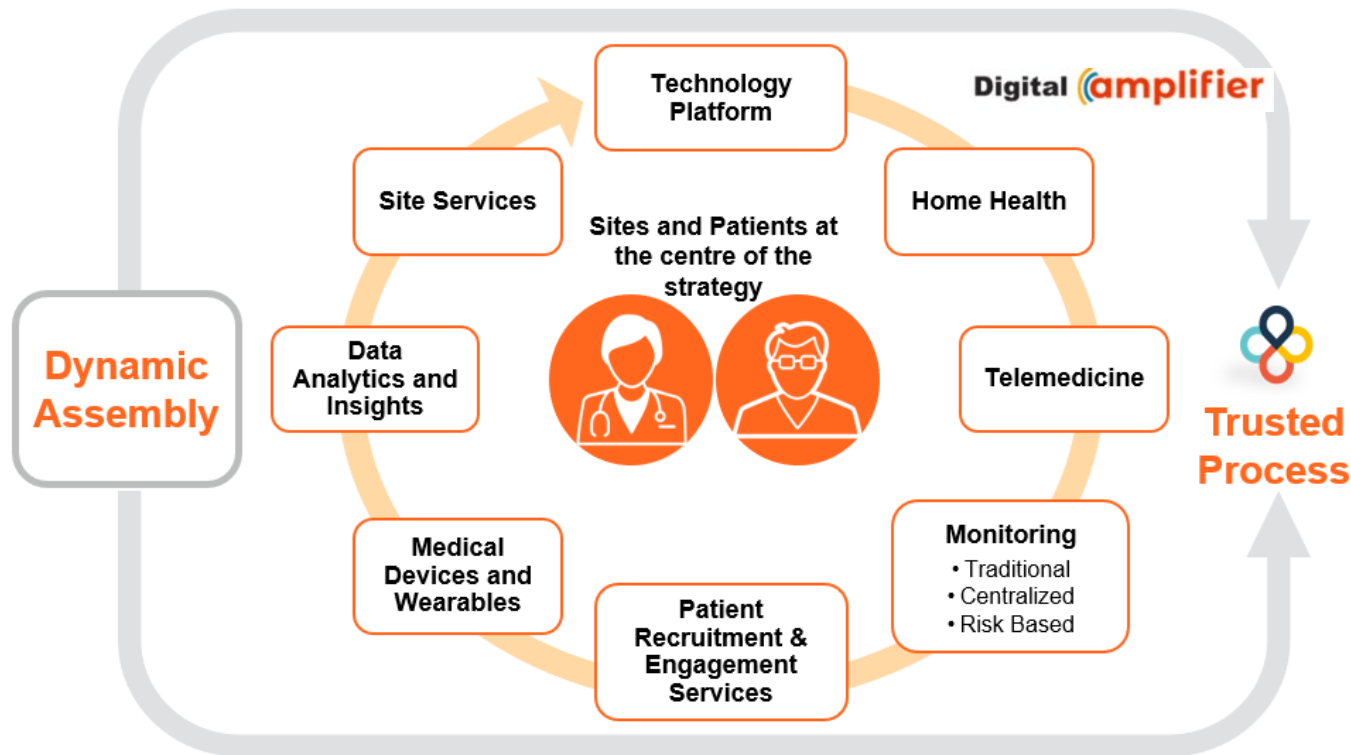 Digital amplifier
Technology
Platform
Site Services
Home Health
Sites and Patients at
the centre of the
strategy
Dynamic
Assembly
Data
Analytics and
Insights
Telemedicine
Trusted
Process
Medical
Devices and
Wearables
Monitoring
• Traditional
• Centralized
• Risk Based
Patient
Recruitment &
Engagement
Services